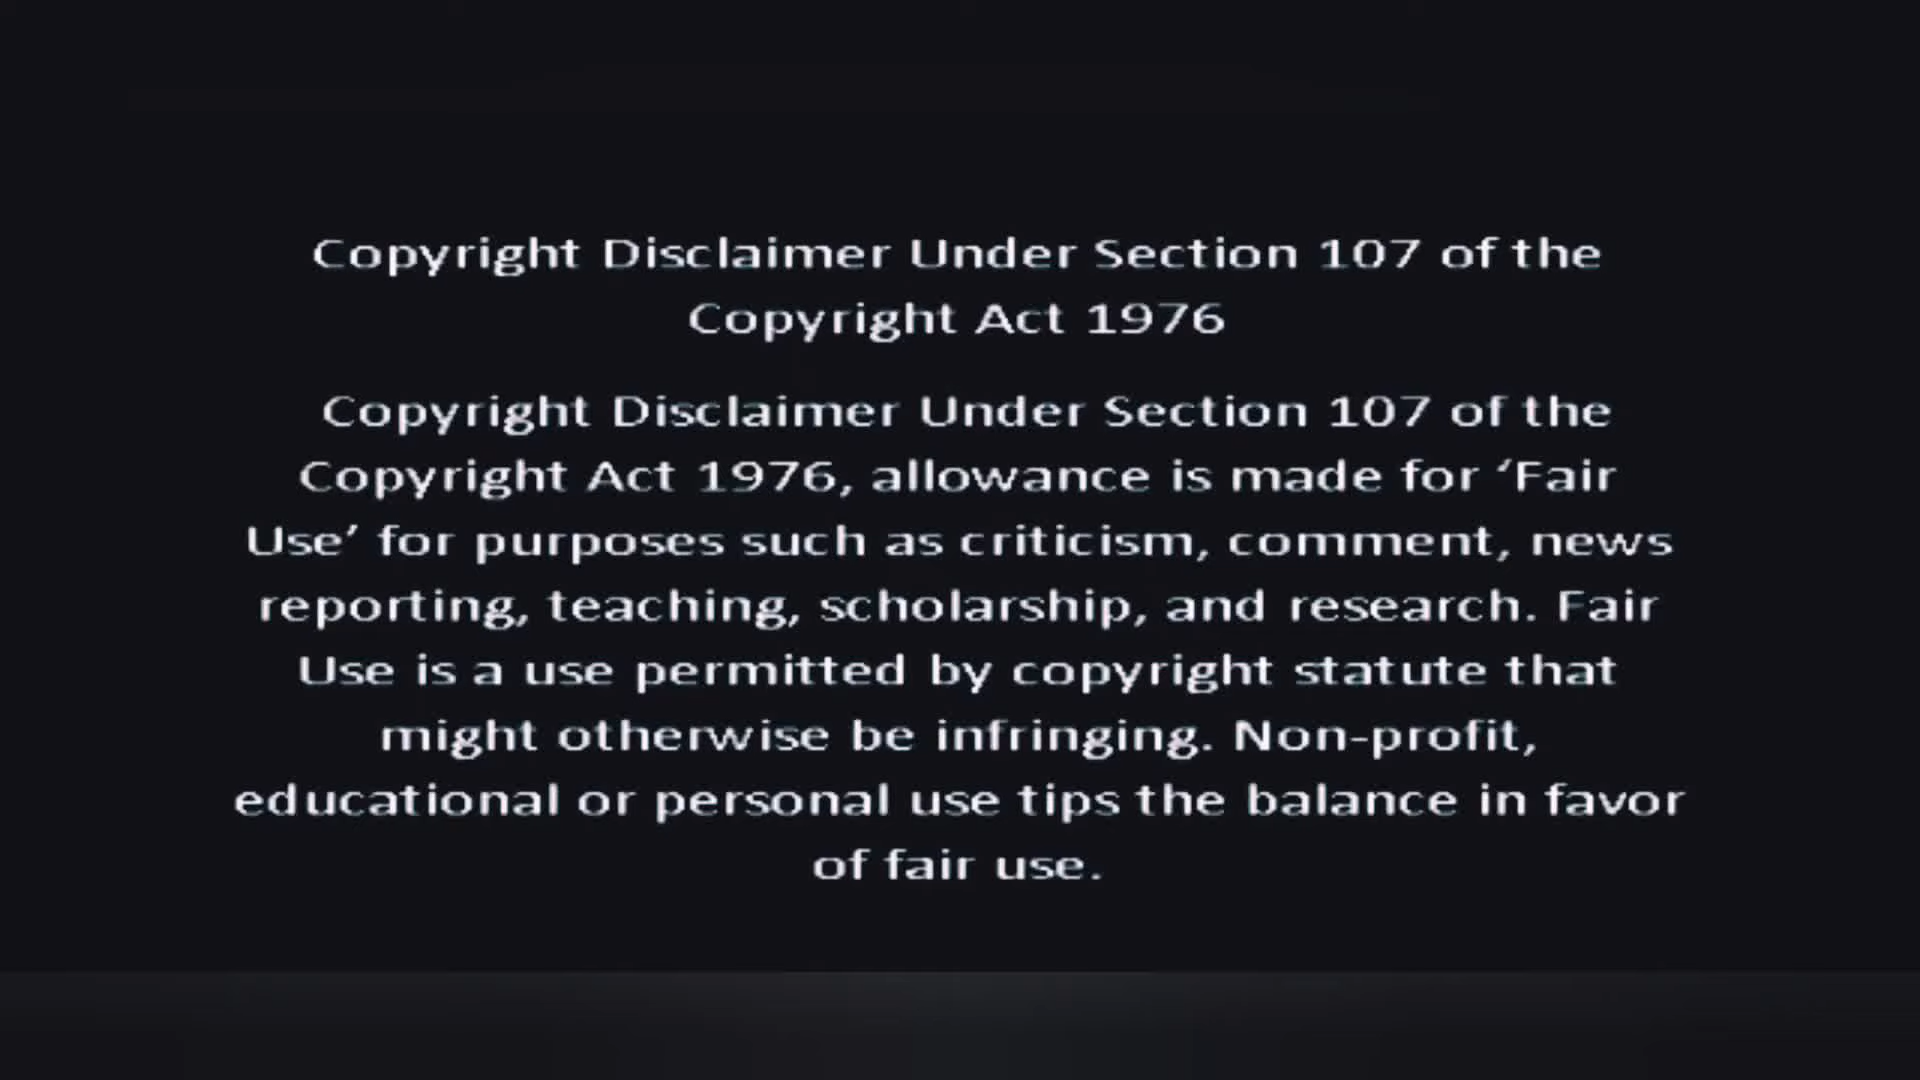 Copyright Disclaimer Under Section 107 of the
Copyright Act 1976
Copyright Disclaimer Under Section 107 of the
Copyright Act 1976, allowance is made for ‘Fair
Use’ for purposes such as criticism, comment, news
reporting, teaching, scholarship, and research. Fair
Use is a use permitted by copyright statute that
might otherwise be infringing. Non-profit,
educational or personal use tips the balance in favor
of fair use.